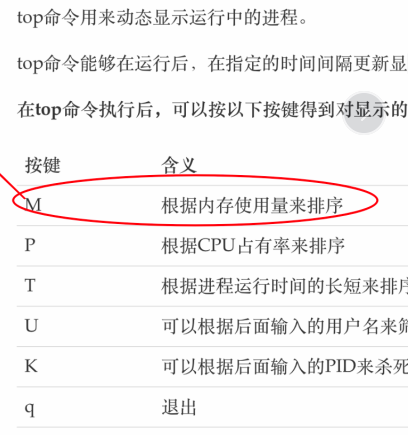 top命令用来动态显示运行中的进程。
top命令能够在运行后，在指定的时间间隔更新显
在top命令执行后，可以按以下按键得到对显示的
按键 含义
M 根据内存使用量来排序
P 根据CPU占有率来排序
T 根据进程运行时间的长短来排序
U 可以根据后面输入的用户名来筛
K 可以根据后面输入的PID来杀死
q 退出